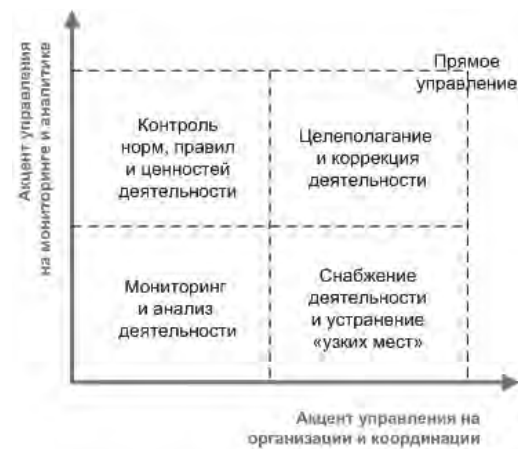 Акцент управления
на мониторинге и аналитике
Прямое
управление
Контроль
норм, правил
и ценностей
деятельности
Целеполагание
и коррекция
деятельности
Мониторинг
и анализ
деятельности
Снабжение
деятельности
и устранение
«узких мест»
Акцент управления на
организации и координации